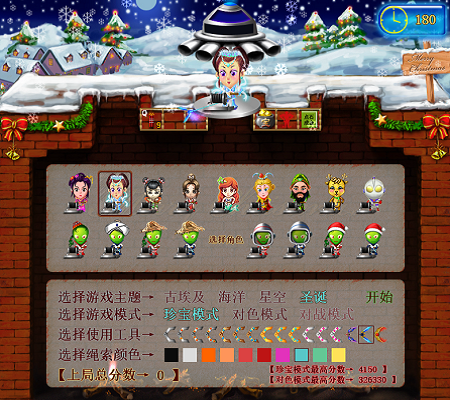 180
Merry Christmas
选择角色
选择游戏主题→ 古埃及 海洋 星空 圣诞 开始
选择游戏模式→ 珍宝模式 对色模式 对战模式
选择使用工具→
选择绳索颜色→
【上局总分数→ 0 】
【珍宝模式最高分数→ 4150 】
【对色模式最高分数→ 326330 】